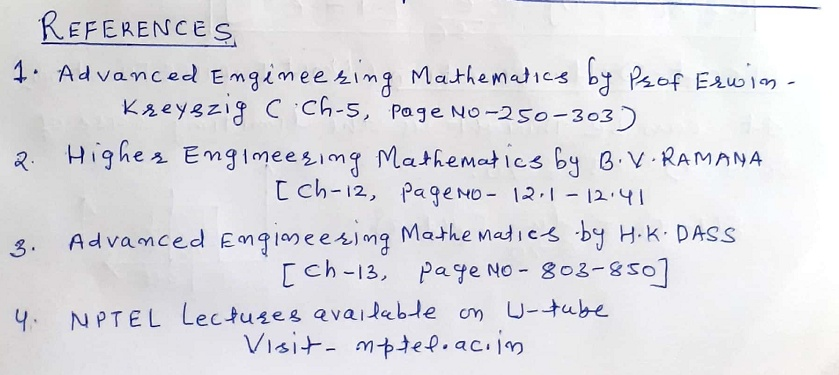 REFERENCES
1. Advanced Engineering Mathematics by Prof Erwin -
Kreyszig ( Ch-5, Page No-250-303)
2. Higher Engineering Mathematics by B.V.RAMANA
[ Ch-12, Page NO- 12.1 - 12.41
3. Advanced Engineering Mathematics by H.K. DASS
[ Ch-13, Page NO- 803-850]
4. NPTEL Lectures available on U-tube
Visit- nptel.ac.in